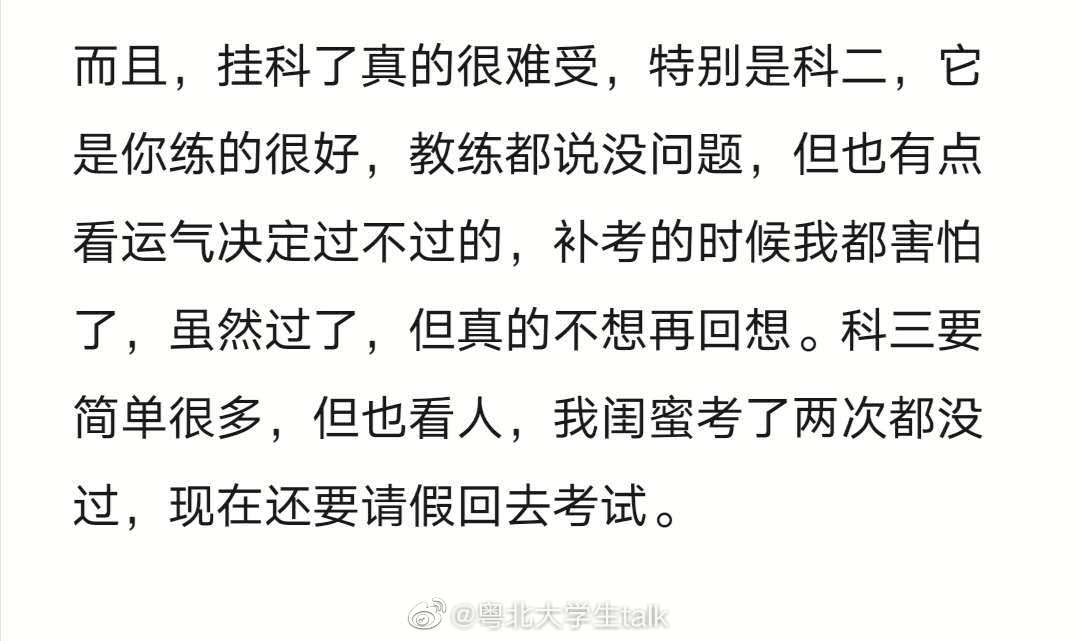 而且，挂科了真的很难受，特别是科二，它
是你练的很好，教练都说没问题，但也有点
看运气决定过不过的，补考的时候我都害怕
了，虽然过了，但真的不想再回想。科三要
简单很多，但也看人，我闺蜜考了两次都没
过，现在还要请假回去考试。
@粤北大学生talk